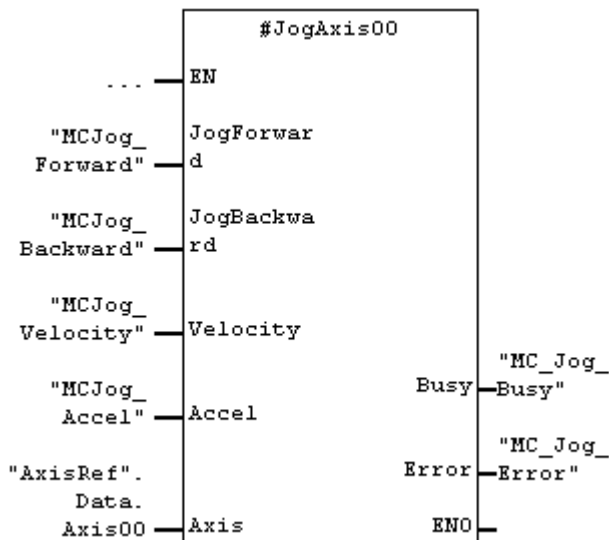 #JogAxis00
... EN
"MCJog_ JogForwar
Forward" d
"MCJog_ JogBackwa
Backward" rd
"MCJog_
Velocity" Velocity
"MC_Jog_
"MCJog_ Busy Busy"
Accel" Accel
"MC_Jog_
"AxisRef". Error Error"
Data.
Axis00 Axis ENO